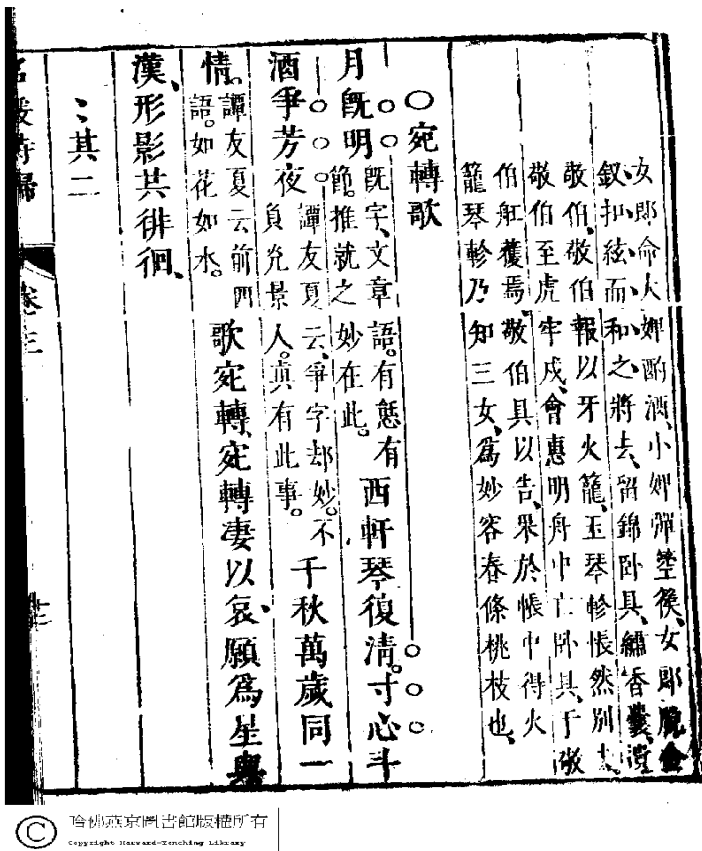 女郎命大婢酌酒、小婢彈箜篌、女郎脫金
釵扣絃而和之、將去、留錦臥具、繡香囊、遺
敬伯、敬伯報以牙火籠、玉琴軫悵然別去、
敬伯至虎牢戍、會惠明舟中亡臥具、于敬
伯舡獲焉、敬伯具以告、果於帳中得火
籠琴軫乃知三女、爲妙容春條桃枝也、
○宛轉歌
月既明既字、文章語。有態有節。推就之妙在此。西軒琴復清。寸心斗
酒爭芳夜譚友夏云、爭字却妙。不負光景人。真有此事。千秋萬歲同一
情。譚友夏云前四語。如花如水。歌宛轉、宛轉淒以哀、願爲星與
漢、形影共徘徊、
其二
名媛詩歸
卷三
哈佛燕京圖書館版權所有
Copyright Harvard-Yenching Library